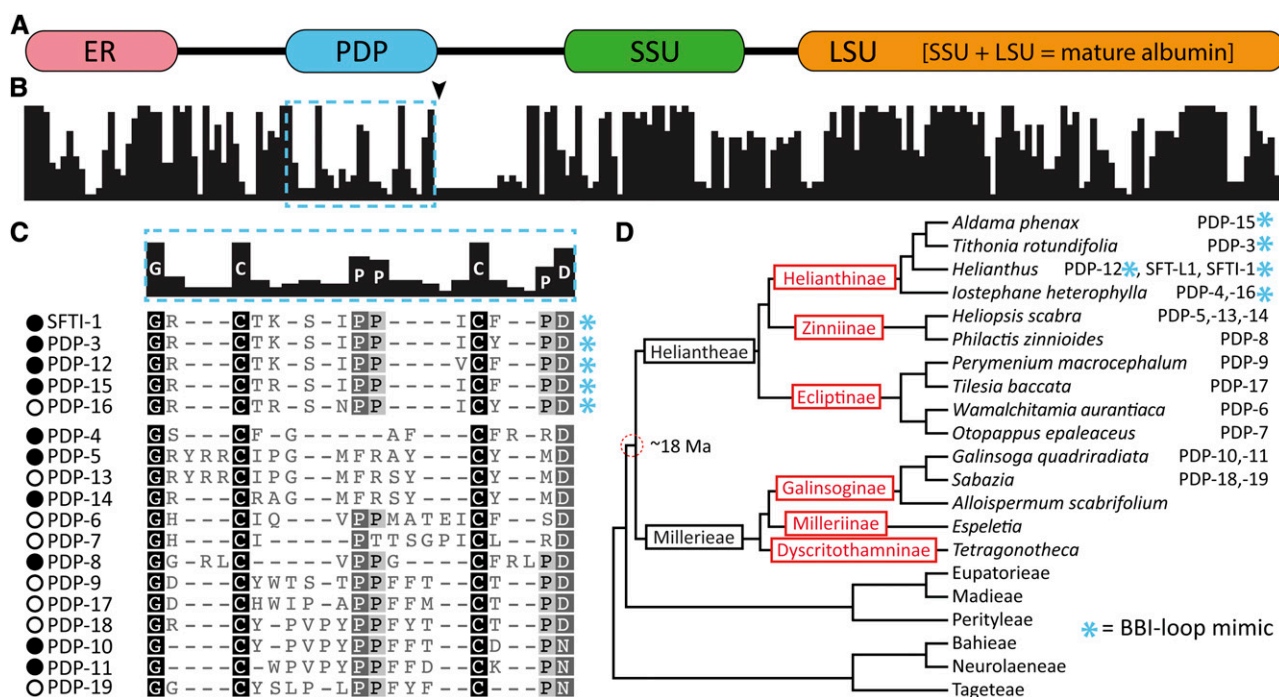 A
ER PDP SSU LSU [SSU + LSU = mature albumin]
B
C
G C P P C P D
SFTI-1 GR---CTK-S-IPP----ICF--PD*
PDP-3 GR---CTK-S-IPP----ICY--PD*
PDP-12 GR---CTK-S-IPP----VCF--PD*
PDP-15 GR---CTR-S-IPP----ICF--PD*
PDP-16 GR---CTR-S-NPP----ICY--PD*
PDP-4 GS---CF-G-----AF---CFR-RD
PDP-5 GRYRRCIPG--MFRAY---CY--MD
PDP-13 GRYRRCIPG--MFRSY---CY--MD
PDP-14 GR---CRAG--MFRSY---CF--MD
PDP-6 GH---CIQ---VPPMATEICF--SD
PDP-7 GH---CI-----PTTSGPICL--RD
PDP-8 GG-RLC-----VPPG----CFRLPD
PDP-9 GD---CYWTS-TPPFFT--CT--PD
PDP-17 GD---CHWIP-APPFFM--CT--PD
PDP-18 GR---CY-PVPYPPFYT--CT--PD
PDP-10 G----CY-PVPYPPFFT--CD--PN
PDP-11 G----C-WPVPYPPFFD--CK--PN
PDP-19 GG---CYSLP-LPPFYF--C---PN
D
Aldama phenax PDP-15*
Tithonia rotundifolia PDP-3*
Helianthinae
Helianthus PDP-12*, SFT-L1, SFTI-1*
Iostephane heterophylla PDP-4,-16*
Heliopsis scabra PDP-5,-13,-14
Zinniinae
Philactis zinnioides PDP-8
Heliantheae
Perymenium macrocephalum PDP-9
Tilesia baccata PDP-17
Ecliptinae
Wamalchitamia aurantiaca PDP-6
Otopappus epaleaceus PDP-7
~18 Ma
Galinsoga quadriradiata PDP-10,-11
Galinsoginae
Sabazia PDP-18,-19
Alloispermum scabrifolium
Milleriinae
Espeletia
Millerieae
Dyscritothamninae
Tetragonotheca
Eupatorieae
Madieae
Perityleae
* = BBI-loop mimic
Bahieae
Neurolaeneae
Tageteae